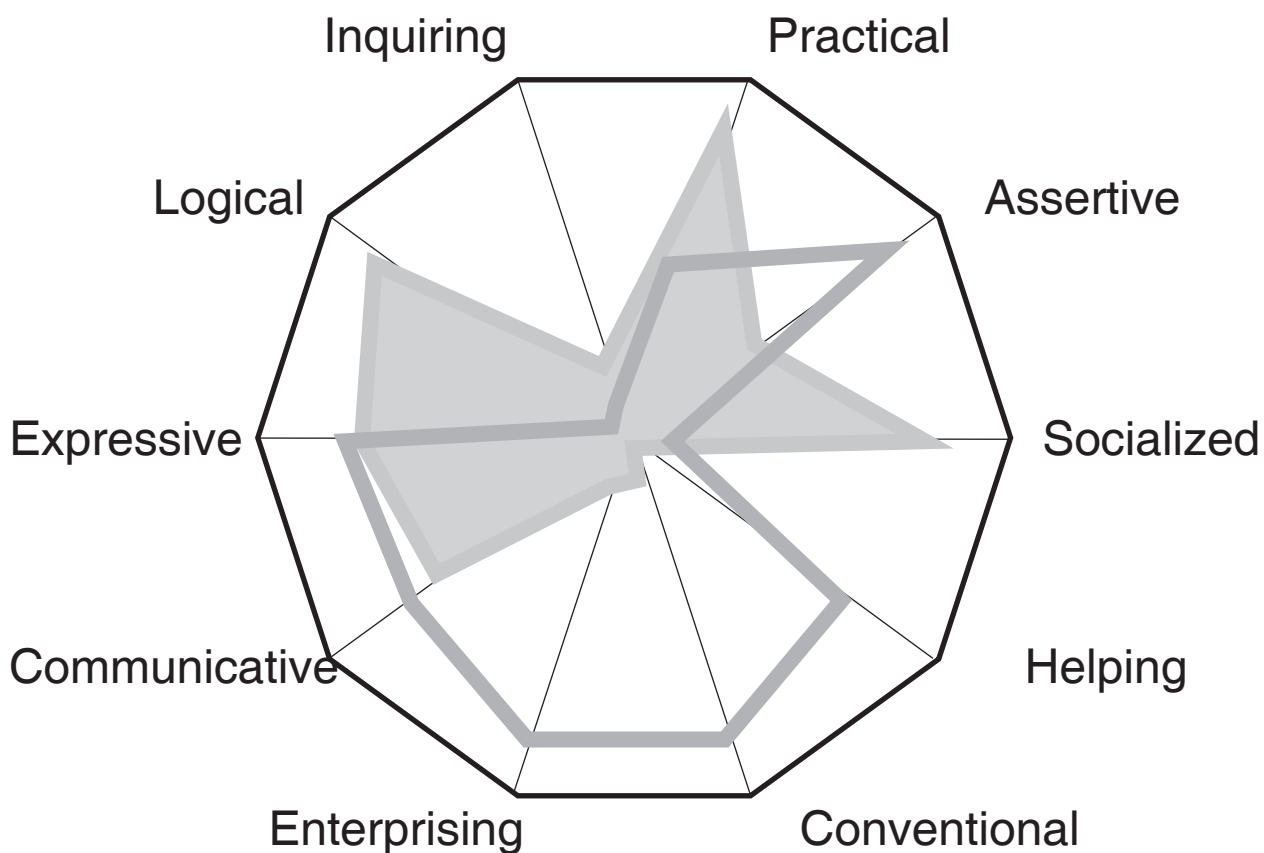 Inquiring
Practical
Logical
Assertive
Expressive
Socialized
Communicative
Helping
Enterprising
Conventional